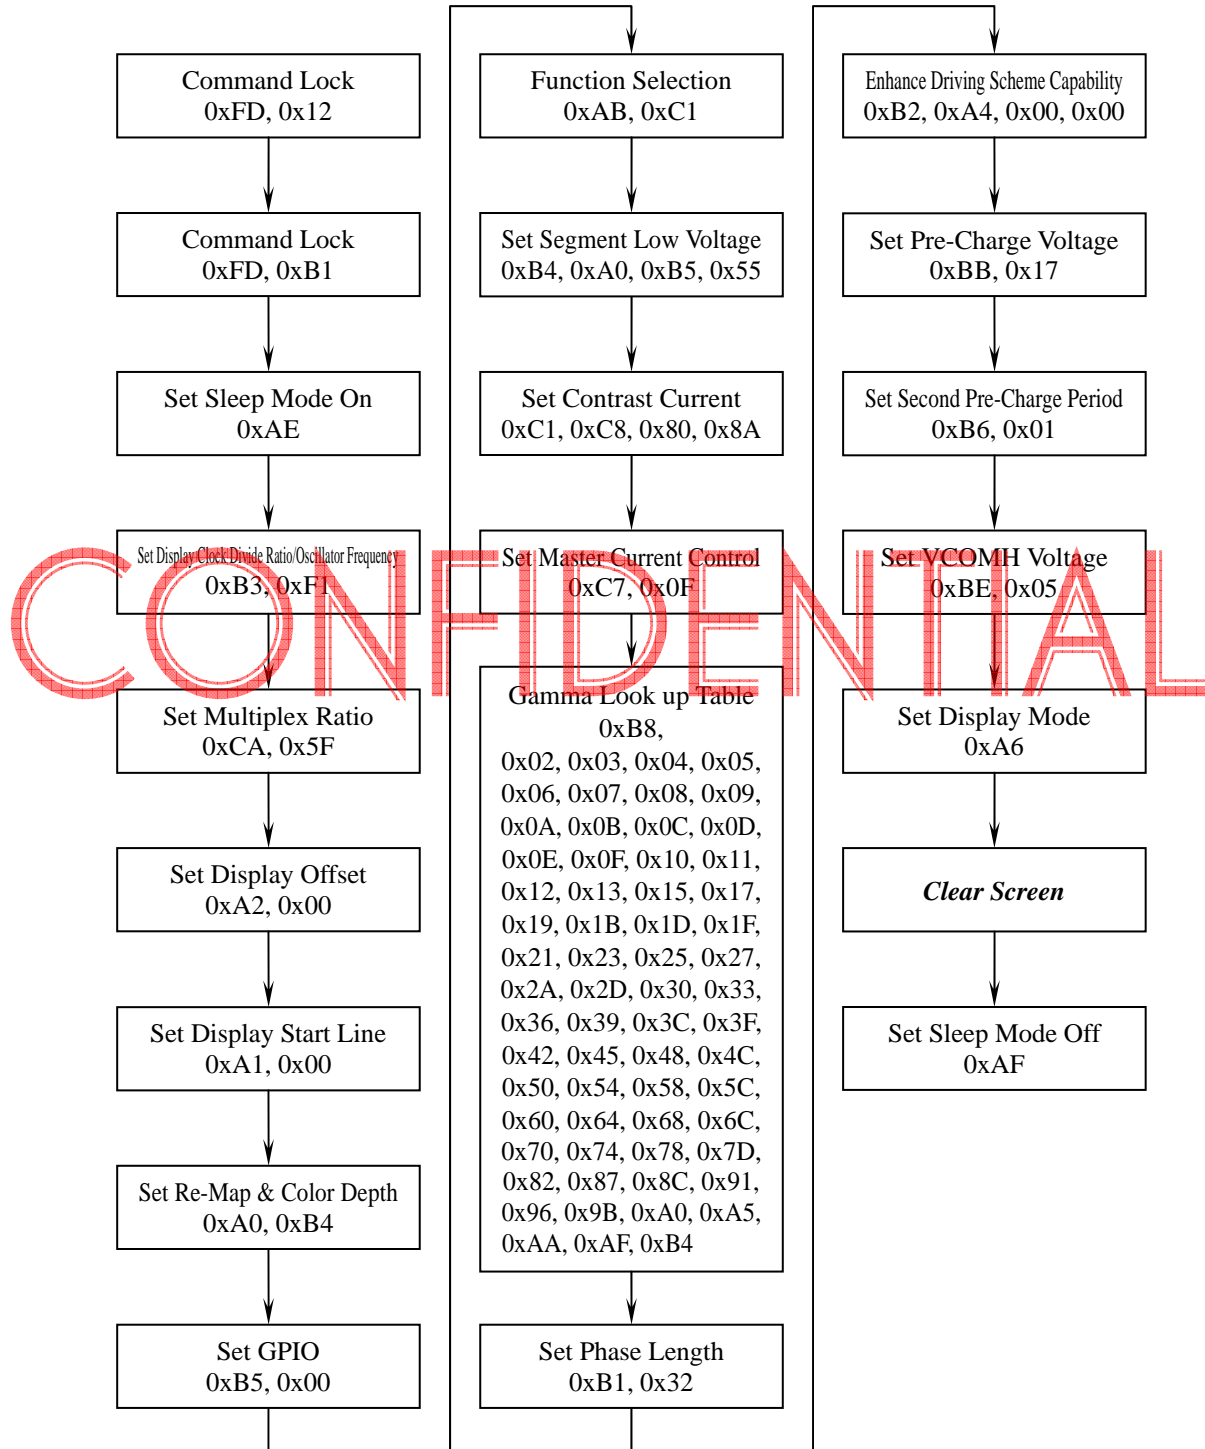 Command Lock
0xFD, 0x12
Command Lock
0xFD, 0xB1
Set Sleep Mode On
0xAE
Set Display Clock Divide Ratio/Oscillator Frequency
0xB3, 0xF1
Set Multiplex Ratio
0xCA, 0x5F
Set Display Offset
0xA2, 0x00
Set Display Start Line
0xA1, 0x00
Set Re-Map & Color Depth
0xA0, 0xB4
Set GPIO
0xB5, 0x00
Function Selection
0xAB, 0xC1
Set Segment Low Voltage
0xB4, 0xA0, 0xB5, 0x55
Set Contrast Current
0xC1, 0xC8, 0x80, 0x8A
Set Master Current Control
0xC7, 0x0F
Gamma Look up Table
0xB8,
0x02, 0x03, 0x04, 0x05,
0x06, 0x07, 0x08, 0x09,
0x0A, 0x0B, 0x0C, 0x0D,
0x0E, 0x0F, 0x10, 0x11,
0x12, 0x13, 0x15, 0x17,
0x19, 0x1B, 0x1D, 0x1F,
0x21, 0x23, 0x25, 0x27,
0x2A, 0x2D, 0x30, 0x33,
0x36, 0x39, 0x3C, 0x3F,
0x42, 0x45, 0x48, 0x4C,
0x50, 0x54, 0x58, 0x5C,
0x60, 0x64, 0x68, 0x6C,
0x70, 0x74, 0x78, 0x7D,
0x82, 0x87, 0x8C, 0x91,
0x96, 0x9B, 0xA0, 0xA5,
0xAA, 0xAF, 0xB4
Set Phase Length
0xB1, 0x32
Enhance Driving Scheme Capability
0xB2, 0xA4, 0x00, 0x00
Set Pre-Charge Voltage
0xBB, 0x17
Set Second Pre-Charge Period
0xB6, 0x01
Set VCOMH Voltage
0xBE, 0x05
Set Display Mode
0xA6
Clear Screen
Set Sleep Mode Off
0xAF
CONFIDENTIAL